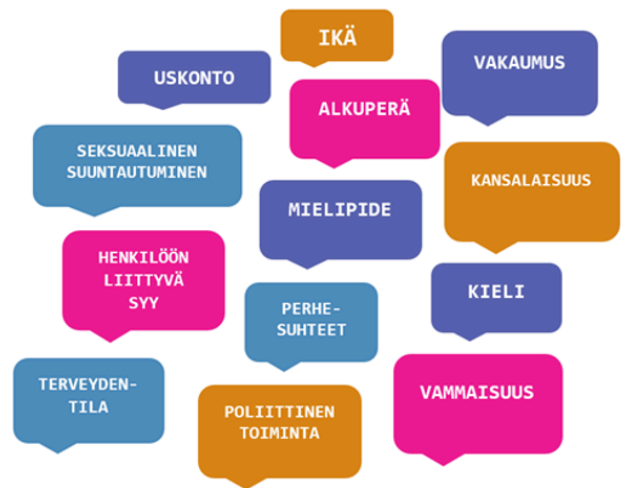 IKÄ
USKONTO
VAKAUMUS
ALKUPERÄ
SEKSUAALINEN
SUUNTAUTUMINEN
KANSALAISUUS
MIELIPIDE
HENKILÖÖN
LIITTYVÄ
SYY
KIELI
PERHE-
SUHTEET
TERVEYDEN-
TILA
VAMMAISUUS
POLIITTINEN
TOIMINTA